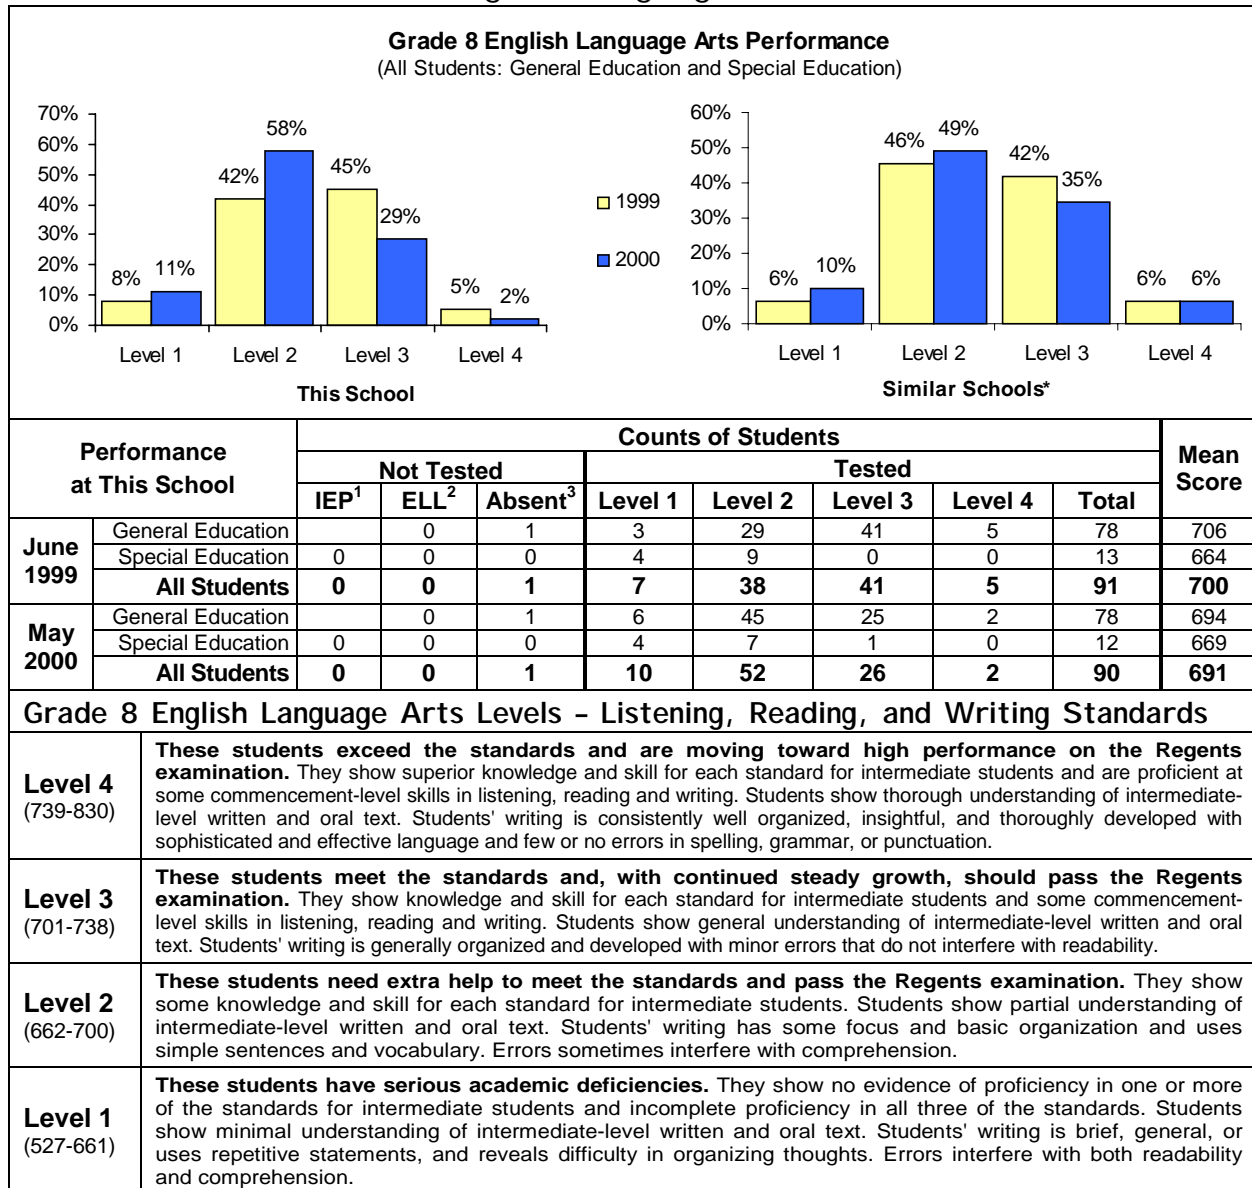 Grade 8 English Language Arts Performance
(All Students: General Education and Special Education)
70%
60%
50%
40%
30%
20%
10%
0%
8%
11%
42%
58%
45%
29%
5%
2%
Level 1
Level 2
Level 3
Level 4
This School
1999
2000
60%
50%
40%
30%
20%
10%
0%
6%
10%
46%
49%
42%
35%
6%
6%
Level 1
Level 2
Level 3
Level 4
Similar Schools*
Performance at This School
Counts of Students
Mean Score
Not Tested
Tested
IEP1 ELL2 Absent3 Level 1 Level 2 Level 3 Level 4 Total
June 1999
General Education 0 1 3 29 41 5 78 706
Special Education 0 0 0 4 9 0 0 13 664
All Students 0 0 1 7 38 41 5 91 700
May 2000
General Education 0 1 6 45 25 2 78 694
Special Education 0 0 0 4 7 1 0 12 669
All Students 0 0 1 10 52 26 2 90 691
Grade 8 English Language Arts Levels – Listening, Reading, and Writing Standards
Level 4
(739-830)
These students exceed the standards and are moving toward high performance on the Regents
examination. They show superior knowledge and skill for each standard for intermediate students and are proficient at
some commencement-level skills in listening, reading and writing. Students show thorough understanding of intermediate-
level written and oral text. Students' writing is consistently well organized, insightful, and thoroughly developed with
sophisticated and effective language and few or no errors in spelling, grammar, or punctuation.
Level 3
(701-738)
These students meet the standards and, with continued steady growth, should pass the Regents
examination. They show knowledge and skill for each standard for intermediate students and some commencement-
level skills in listening, reading and writing. Students show general understanding of intermediate-level written and oral
text. Students' writing is generally organized and developed with minor errors that do not interfere with readability.
Level 2
(662-700)
These students need extra help to meet the standards and pass the Regents examination. They show
some knowledge and skill for each standard for intermediate students. Students show partial understanding of
intermediate-level written and oral text. Students' writing has some focus and basic organization and uses
simple sentences and vocabulary. Errors sometimes interfere with comprehension.
Level 1
(527-661)
These students have serious academic deficiencies. They show no evidence of proficiency in one or more
of the standards for intermediate students and incomplete proficiency in all three of the standards. Students
show minimal understanding of intermediate-level written and oral text. Students' writing is brief, general, or
uses repetitive statements, and reveals difficulty in organizing thoughts. Errors interfere with both readability
and comprehension.